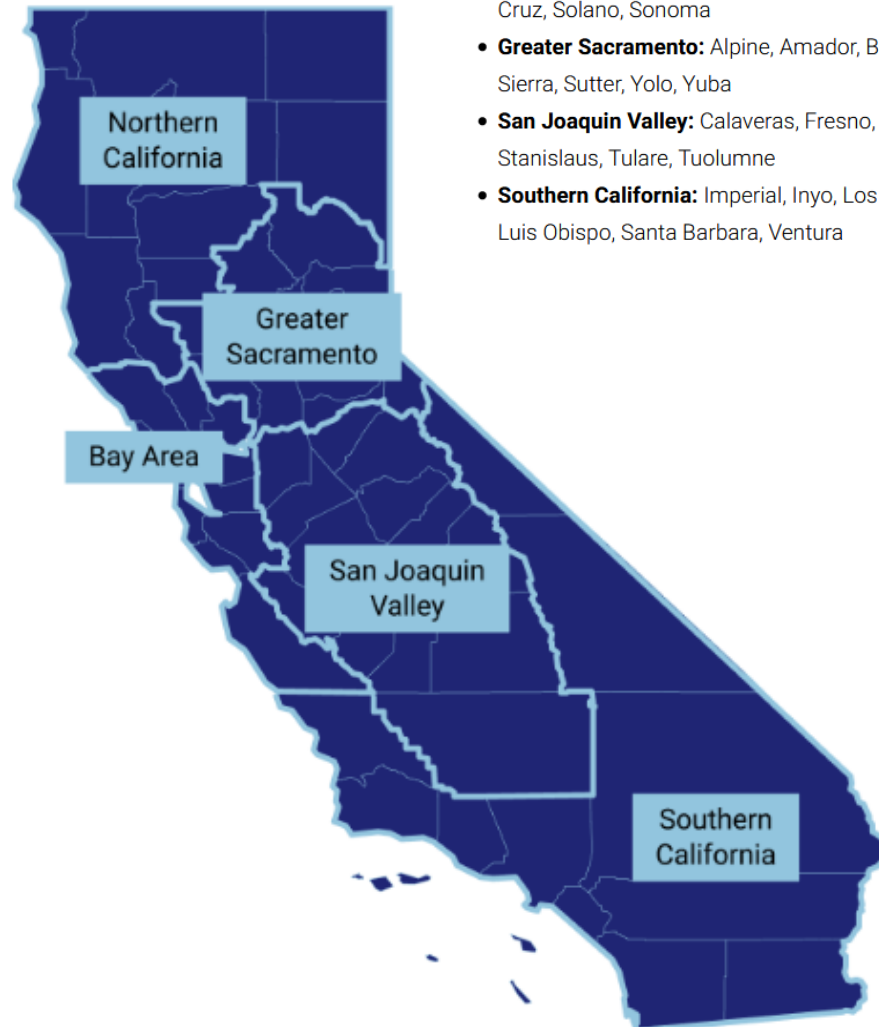 Cruz, Solano, Sonoma
• Greater Sacramento: Alpine, Amador, B
Sierra, Sutter, Yolo, Yuba
• San Joaquin Valley: Calaveras, Fresno,
Stanislaus, Tulare, Tuolumne
• Southern California: Imperial, Inyo, Los
Luis Obispo, Santa Barbara, Ventura
Northern
California
Greater
Sacramento
Bay Area
San Joaquin
Valley
Southern
California